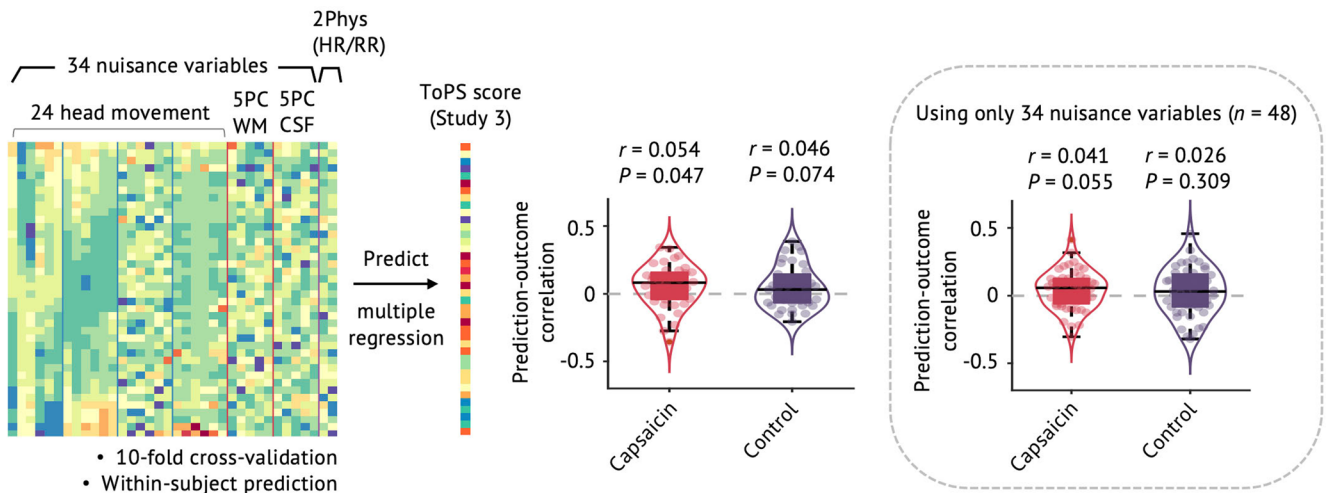 2Phys
(HR/RR)
34 nuisance variables
24 head movement
5PC
WM
5PC
CSF
ToPS score
(Study 3)
Predict
multiple
regression
• 10-fold cross-validation
• Within-subject prediction
r = 0.054
P = 0.047
r = 0.046
P = 0.074
Prediction-outcome
correlation
0.5
0
-0.5
Capsaicin
Control
Using only 34 nuisance variables (n = 48)
r = 0.041
P = 0.055
r = 0.026
P = 0.309
Prediction-outcome
correlation
0.5
0
-0.5
Capsaicin
Control